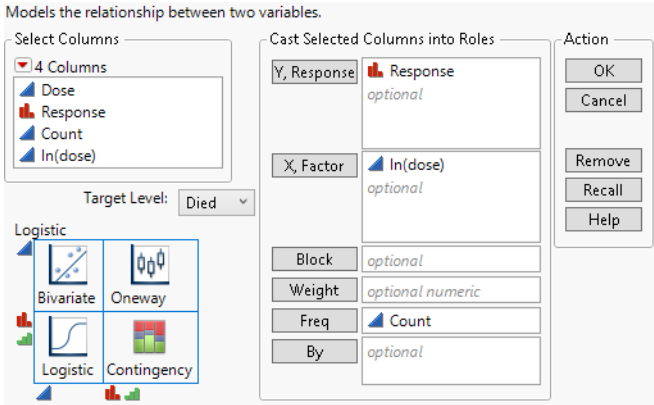 Models the relationship between two variables.
Select Columns
4 Columns
Dose
Response
Count
ln(dose)
Target Level: Died
Logistic
Bivariate Oneway
Logistic Contingency
Cast Selected Columns into Roles
Y, Response Response
optional
X, Factor ln(dose)
optional
Block optional
Weight optional numeric
Freq Count
By optional
Action
OK
Cancel
Remove
Recall
Help